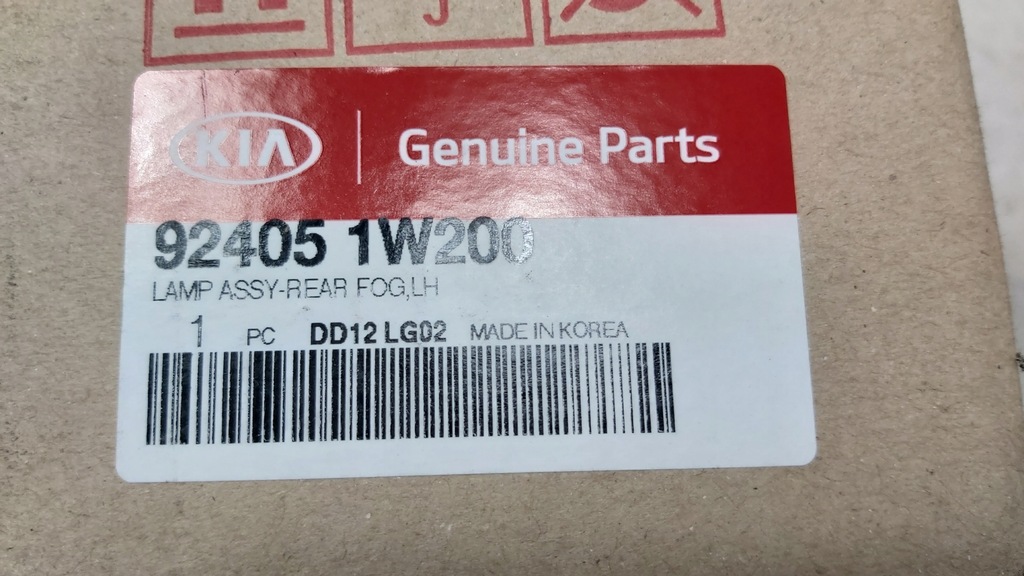 KIA
Genuine Parts
92405 1W200
LAMP ASSY-REAR FOG,LH
1 PC DD12 LG02 MADE IN KOREA